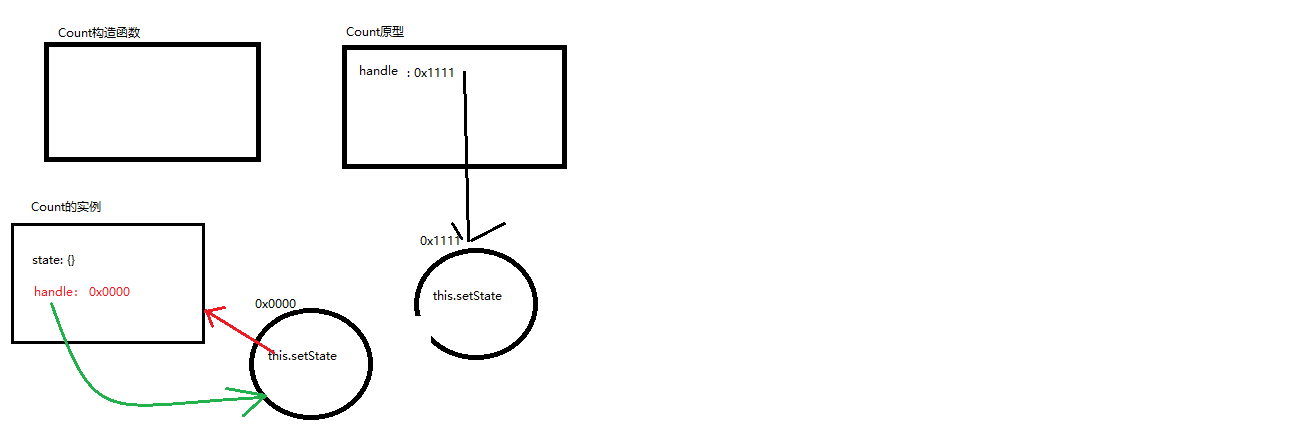 Count构造函数
Count原型
handle : 0x1111
Count的实例
state: {}
handle: 0x0000
0x1111
this.setState
0x0000
this.setState